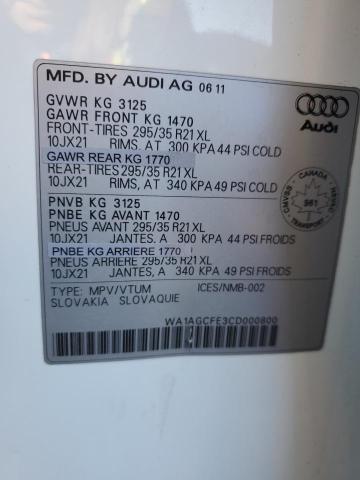 MFD. BY AUDI AG 06 11
GVWR KG 3125
GAWR FRONT KG 1470
FRONT-TIRES 295/35 R21 XL
10JX21 RIMS, AT 300 KPA 44 PSI COLD
GAWR REAR KG 1770
REAR-TIRES 295/35 R21 XL
10JX21 RIMS, AT 340 KPA 49 PSI COLD
Audi
PNVB KG 3125
PNBE KG AVANT 1470
PNEUS AVANT 295/35 R21 XL
10JX21 JANTES, A 300 KPA 44 PSI FROIDS
PNBE KG ARRIERE 1770
PNEUS ARRIERE 295/35 R21 XL
10JX21 JANTES, A 340 KPA 49 PSI FROIDS
CANADA
CMVSS
961
NSVAC
TYPE: MPV/VTUM ICES/NMB-002
SLOVAKIA SLOVAQUIE
WA1AGCFE3CD000800